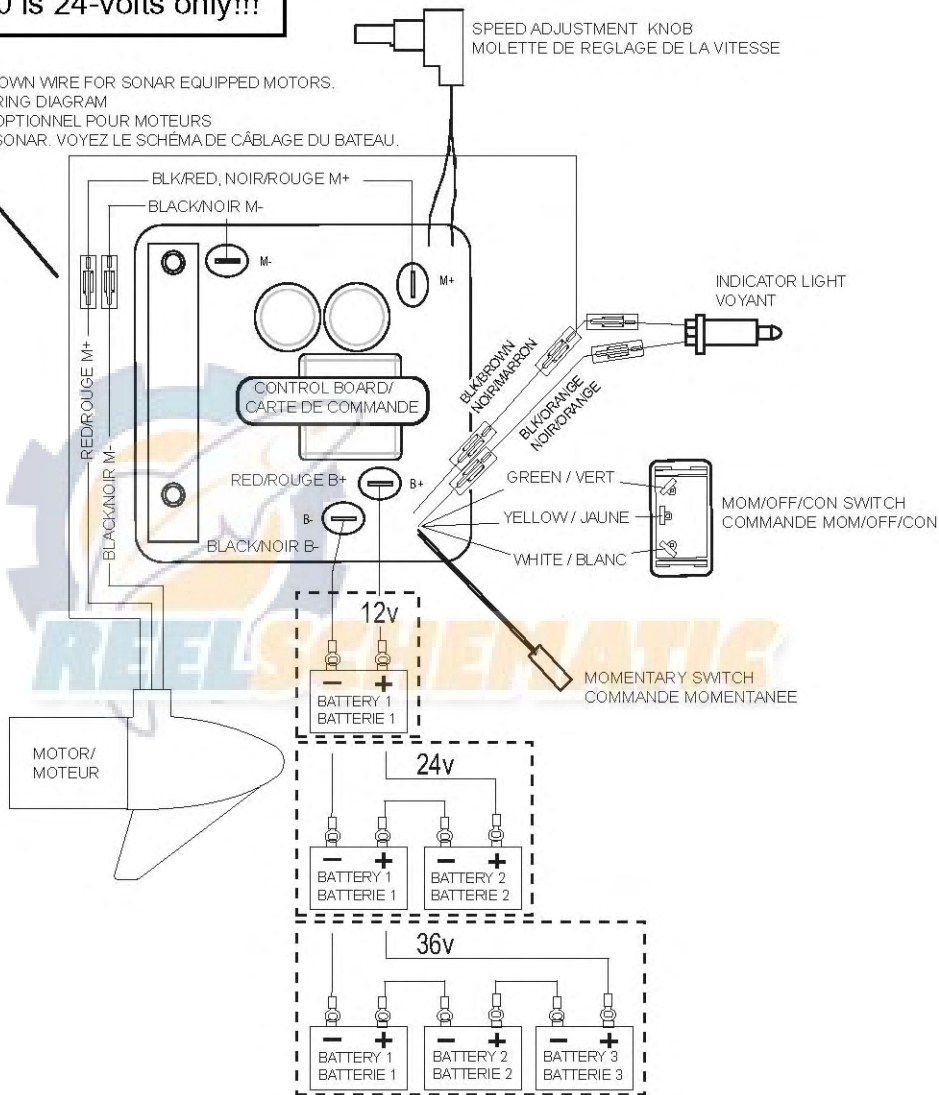 0 is 24-volts only!!!
SPEED ADJUSTMENT KNOB
MOLETTE DE REGLAGE DE LA VITESSE
OWN WIRE FOR SONAR EQUIPPED MOTORS.
RING DIAGRAM
OPTIONNEL POUR MOTEURS
SONAR. VOYEZ LE SCHÉMA DE CÂBLAGE DU BATEAU.
BLK/RED, NOIR/ROUGE M+
BLACK/NOIR M-
M-
M+
INDICATOR LIGHT
VOYANT
RED/ROUGE M+
BLACK/NOIR M-
CONTROL BOARD/
CARTE DE COMMANDE
BLK/BROWN
NOIR/MARRON
BLK/ORANGE
NOIR/ORANGE
RED/ROUGE B+
B+
B-
BLACK/NOIR B-
GREEN / VERT
YELLOW / JAUNE
WHITE / BLANC
MOM/OFF/CON SWITCH
COMMANDE MOM/OFF/CON
12v
REELSCHEMATIC
MOMENTARY SWITCH
COMMANDE MOMENTANEE
- +
BATTERY 1
BATTERIE 1
MOTOR/
MOTEUR
24v
- + - +
BATTERY 1 BATTERY 2
BATTERIE 1 BATTERIE 2
36v
- + - + - +
BATTERY 1 BATTERY 2 BATTERY 3
BATTERIE 1 BATTERIE 2 BATTERIE 3